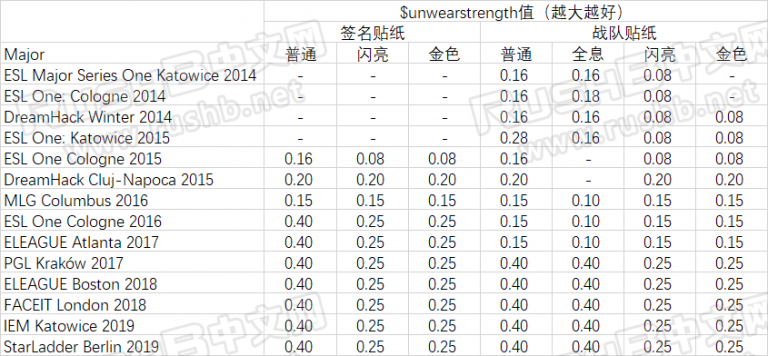 $unwearstrength值（越大越好）
签名贴纸 战队贴纸
Major 普通 闪亮 金色 普通 全息 闪亮 金色
ESL Major Series One Katowice 2014 - - - 0.16 0.16 0.08 -
ESL One: Cologne 2014 - - - 0.16 0.18 0.08 -
DreamHack Winter 2014 - - - 0.16 0.16 0.08 0.08
ESL One: Katowice 2015 - - - 0.28 0.16 0.08 0.08
ESL One Cologne 2015 0.16 0.08 0.08 0.16 - 0.08 0.08
DreamHack Cluj-Napoca 2015 0.20 0.20 0.20 0.20 - 0.20 0.20
MLG Columbus 2016 0.15 0.15 0.15 0.15 0.10 0.15 0.15
ESL One Cologne 2016 0.40 0.25 0.25 0.15 0.10 0.15 0.15
ELEAGUE Atlanta 2017 0.40 0.25 0.25 0.15 0.10 0.15 0.15
PGL Kraków 2017 0.40 0.25 0.25 0.40 0.40 0.25 0.25
ELEAGUE Boston 2018 0.40 0.25 0.25 0.40 0.40 0.25 0.25
FACEIT London 2018 0.40 0.25 0.25 0.40 0.40 0.25 0.25
IEM Katowice 2019 0.40 0.25 0.25 0.40 0.40 0.25 0.25
StarLadder Berlin 2019 0.40 0.25 0.25 0.40 0.40 0.25 0.25
RUSHB中文网
www.rushb.net